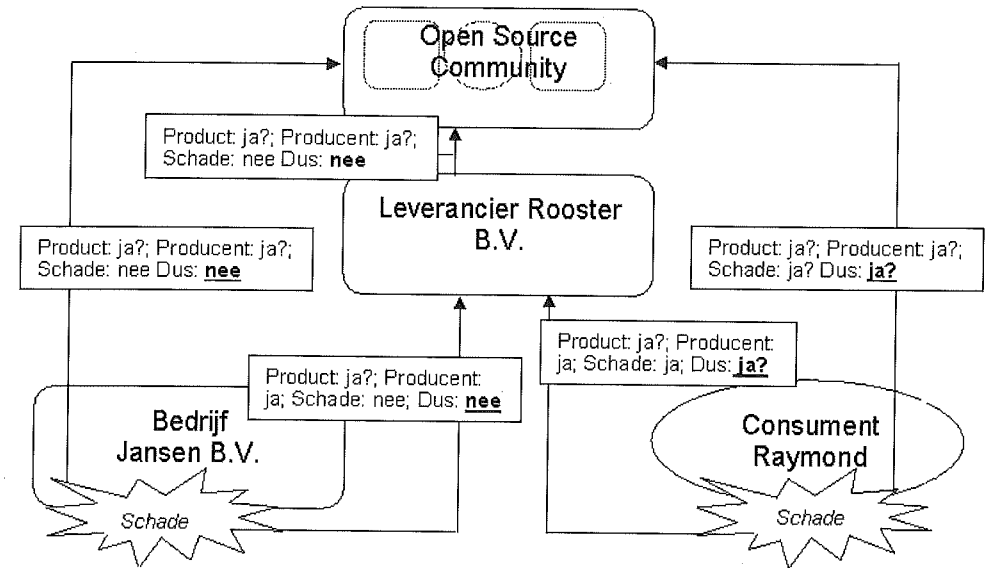 Open Source
Community
Product: ja?; Producent: ja?;
Schade: nee Dus: nee
Leverancier Rooster
B.V.
Product: ja?; Producent: ja?;
Schade: nee Dus: nee
Product: ja?; Producent: ja?;
Schade: ja? Dus: ja?
Product: ja?; Producent:
ja; Schade: ja; Dus: ja?
Product: ja?; Producent:
ja; Schade: nee; Dus: nee
Bedrijf
Jansen B.V.
Consument
Raymond
Schade
Schade